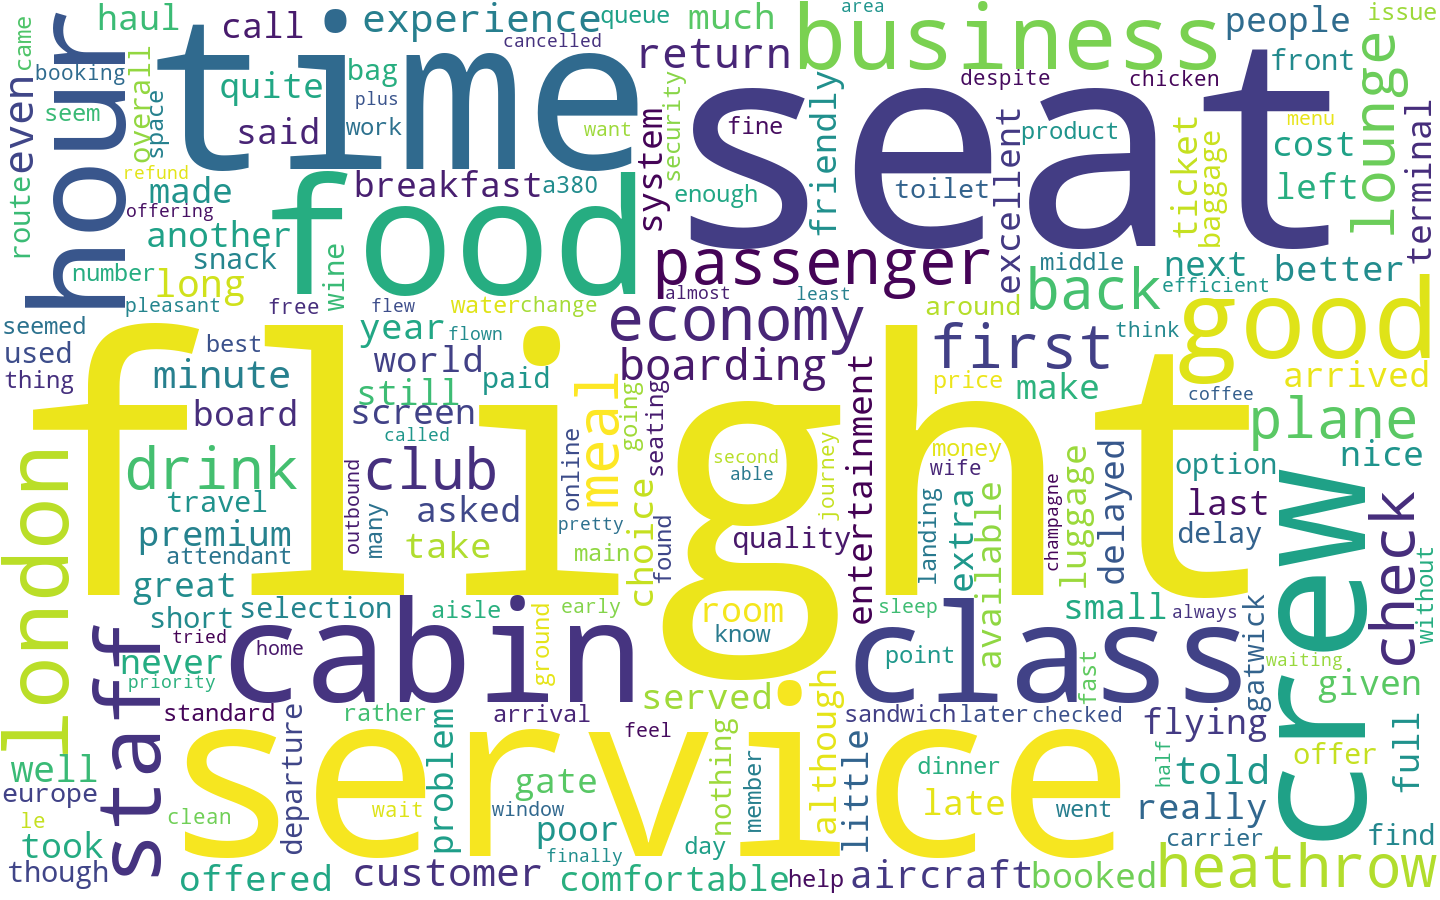 flight
seat
service
time
food
cabin
class
crew
good
hour
business
london
staff
passenger
economy
first
club
drink
back
plane
check
lounge
heathrow
meal
haul
call
experience
queue
much
area
people
issue
came
booking
overall
quite
bag
cancelled
return
despite
chicken
front
even
seem
space
said
plus
work
want
security
fine
friendly
excellent
product
ticket
menu
cost
terminal
route
refund
made
offering
breakfast
a380
system
enough
toilet
baggage
left
another
snack
number
long
wine
pleasant
free
flew
water
change
almost
least
middle
around
next
efficient
better
seemed
used
thing
best
minute
year
flown
world
still
paid
boarding
think
price
make
arrived
coffee
board
screen
called
going
seating
entertainment
money
wife
second
able
journey
option
nice
travel
premium
attendant
great
outbound
many
asked
take
online
pretty
main
choice
found
quality
landing
extra
available
champagne
luggage
delayed
last
delay
short
selection
aisle
early
room
know
sleep
small
always
without
tried
home
never
priority
ground
point
fast
gatwick
waiting
given
standard
departure
rather
arrival
problem
served
feel
nothing
member
although
little
sandwich
later
checked
flying
full
offer
well
europe
le
took
though
clean
wait
window
gate
poor
finally
day
dinner
late
went
half
told
really
carrier
find
offered
customer
comfortable
help
aircraft
booked